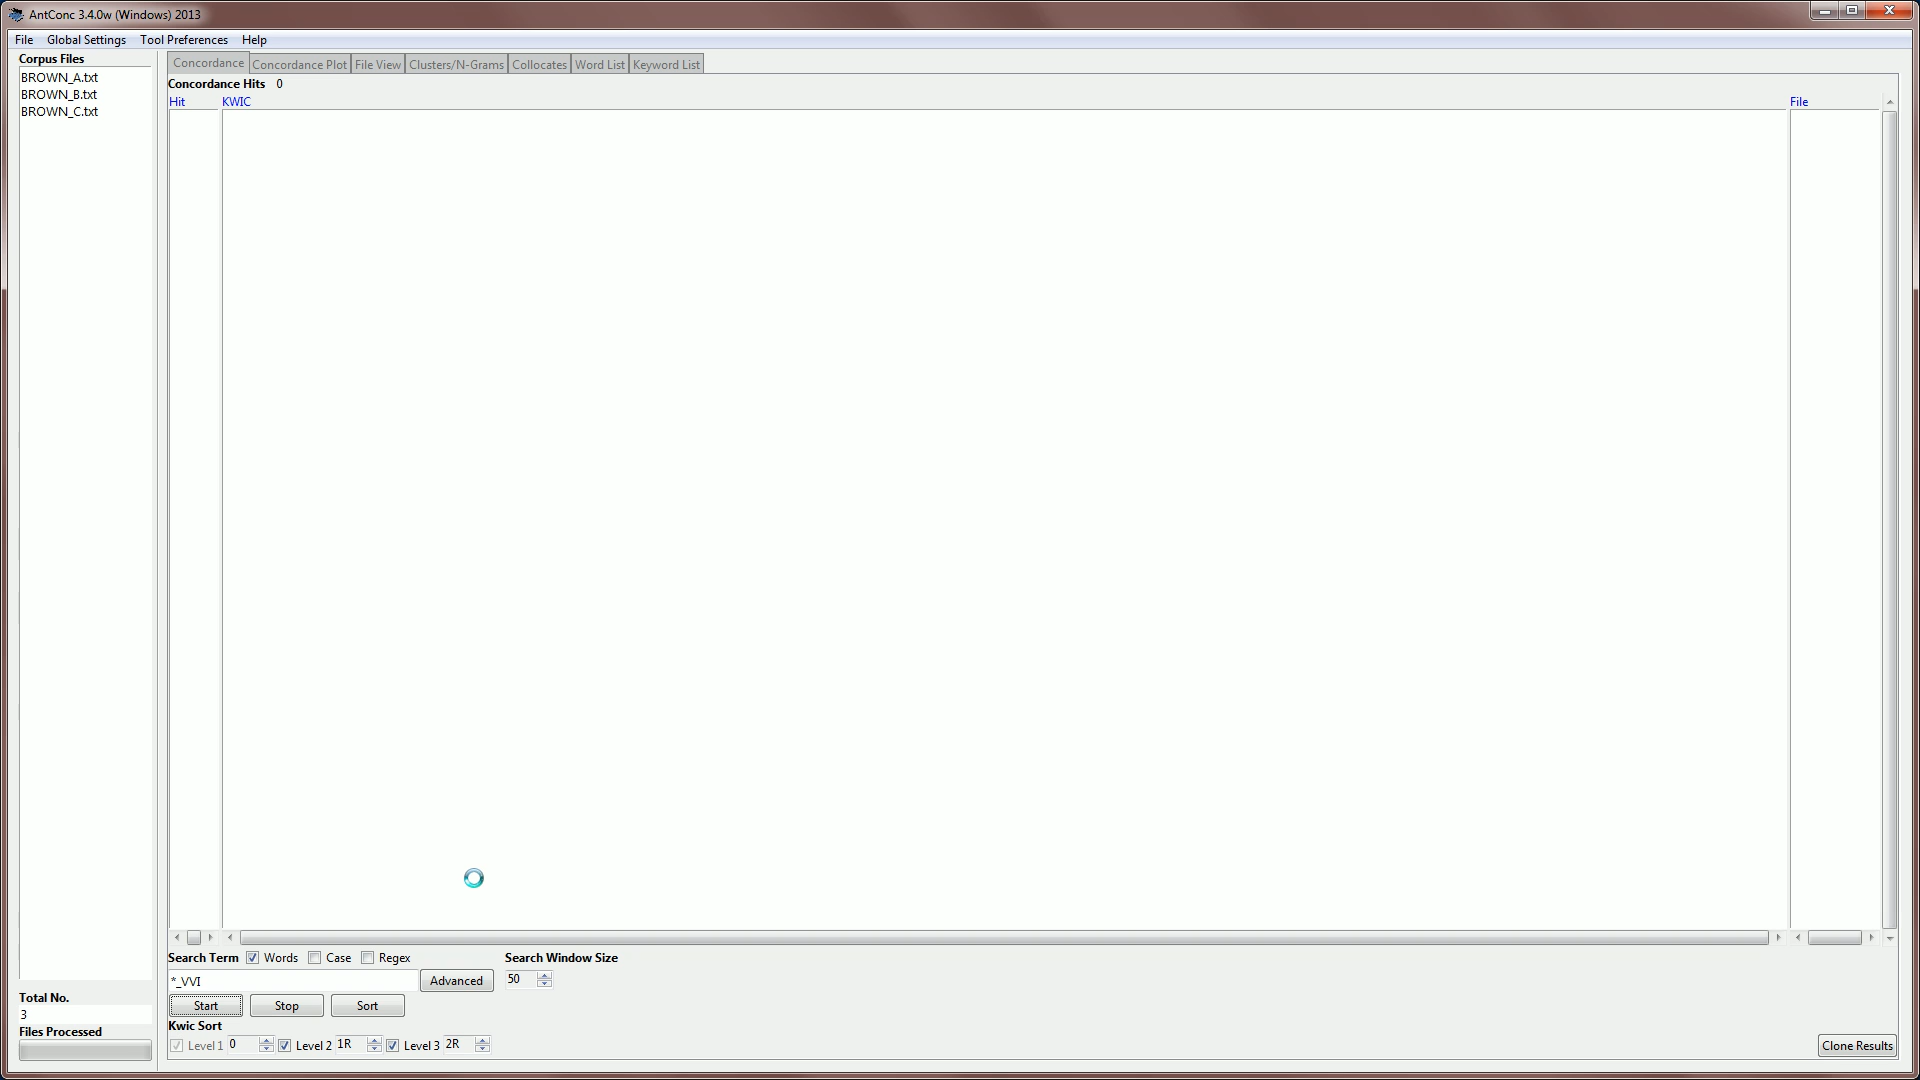 AntConc 3.4.0w (Windows) 2013
File Global Settings Tool Preferences Help
Corpus Files
BROWN_A.txt
BROWN_B.txt
BROWN_C.txt
Concordance Concordance Plot File View Clusters/N-Grams Collocates Word List Keyword List
Concordance Hits 0
Hit KWIC File
Search Term Words Case Regex Search Window Size
*_VVI Advanced 50
Start Stop Sort
Total No.
3
Files Processed
Kwic Sort
Level 1 0 Level 2 1R Level 3 2R
Clone Results